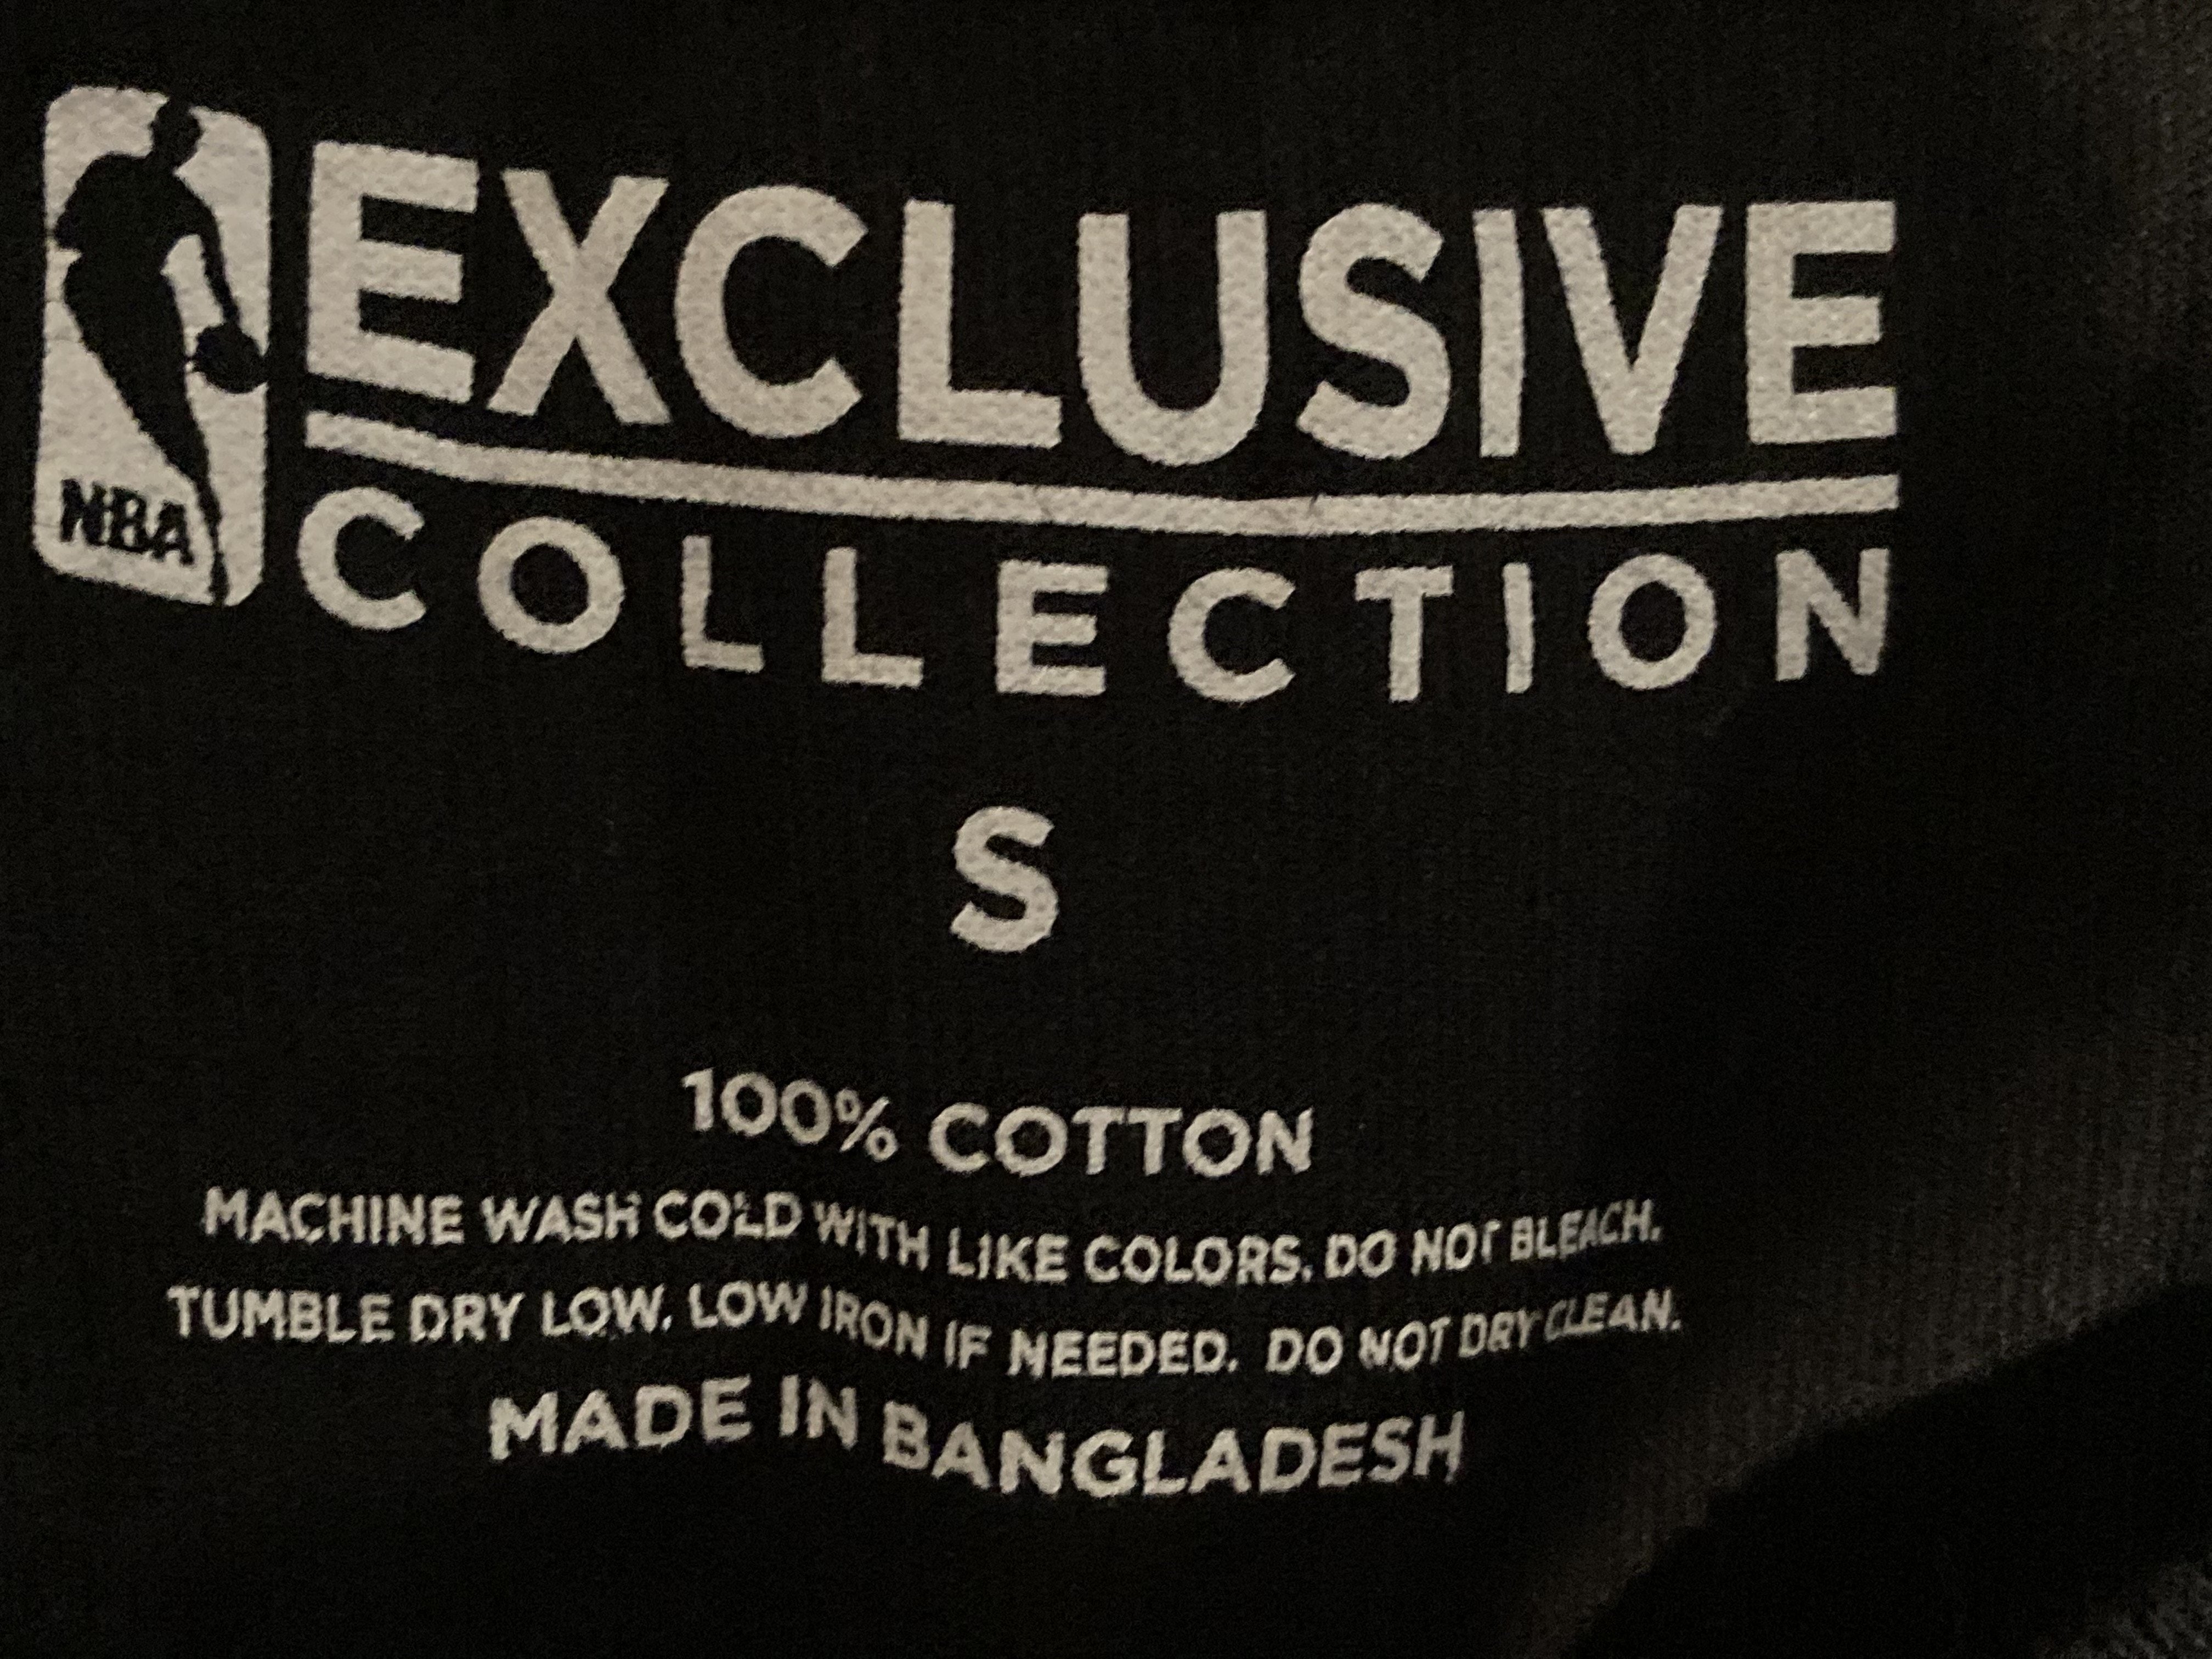 NBA
EXCLUSIVE
COLLECTION
S
100% COTTON
MACHINE WASH COLD WITH LIKE COLORS. DO NOT BLEACH.
TUMBLE DRY LOW. LOW IRON IF NEEDED. DO NOT DRY CLEAN.
MADE IN BANGLADESH